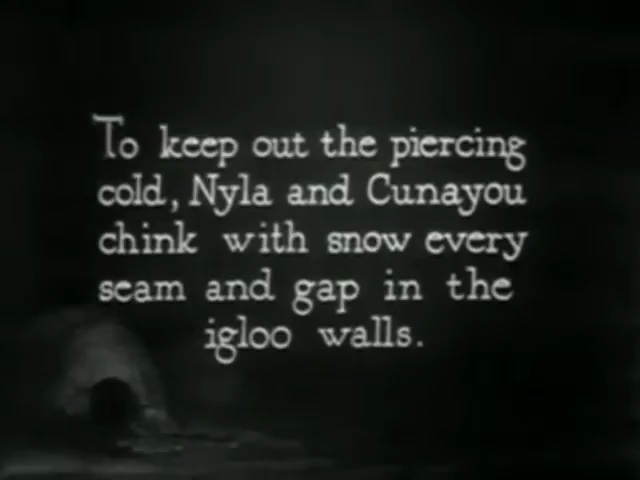 To keep out the piercing
cold, Nyla and Cunayou
chink with snow every
seam and gap in the
igloo walls.